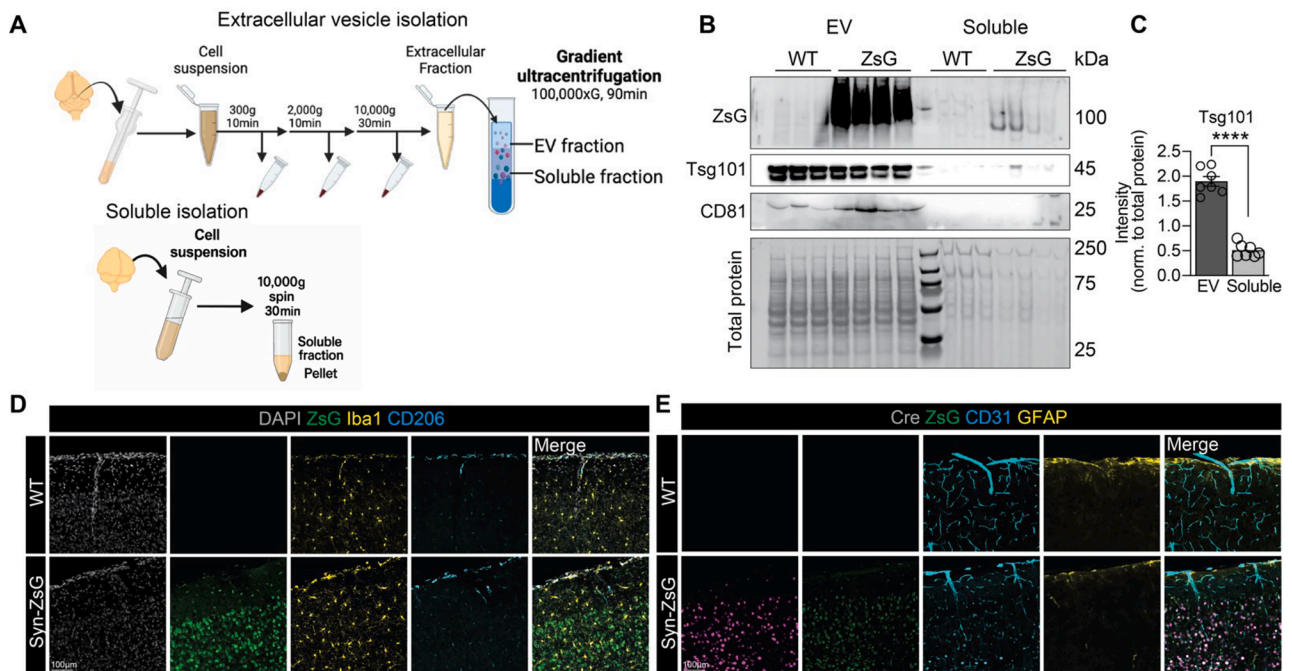 A
Extracellular vesicle isolation
Cell
suspension
300g
10min
2,000g
10min
10,000g
30min
Extracellular
Fraction
Gradient
ultracentrifugation
100,000xG, 90min
EV fraction
Soluble fraction
Soluble isolation
Cell
suspension
10,000g
spin
30min
Soluble
fraction
Pellet
B
EV
Soluble
WT
ZsG
WT
ZsG
kDa
ZsG
100
Tsg101
45
CD81
25
Total protein
250
75
25
C
Tsg101
****
Intensity
(norm. to total protein)
2.5
2.0
1.5
1.0
0.5
0.0
EV Soluble
D
DAPI ZsG Iba1 CD206
Merge
WT
Syn-ZsG
100µm
E
Cre ZsG CD31 GFAP
Merge
WT
Syn-ZsG
100µm